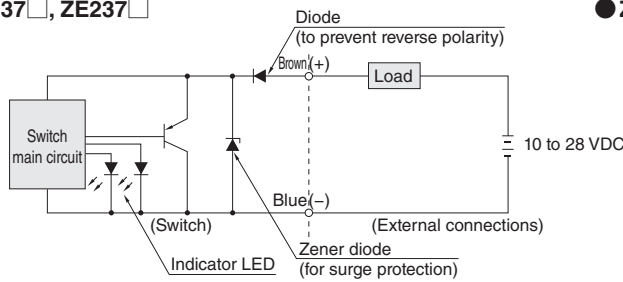 37□, ZE237□
● Z
Diode
(to prevent reverse polarity)
Brown(+)
Load
Switch
main circuit
10 to 28 VDC
Blue(−)
(Switch)
(External connections)
Indicator LED
Zener diode
(for surge protection)